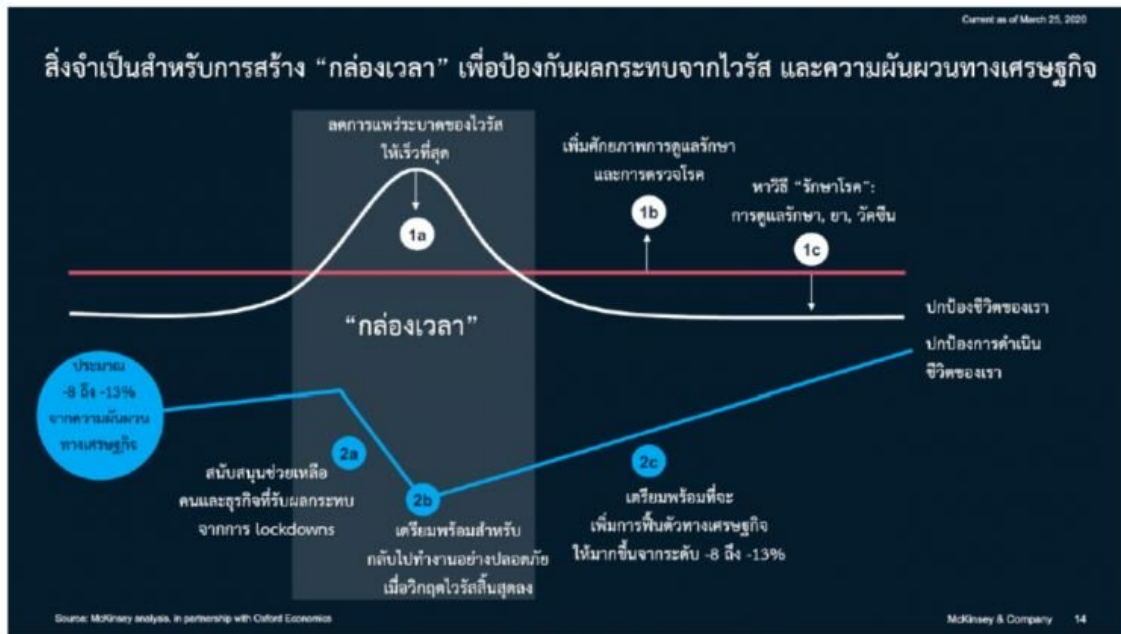 Current as of March 25, 2020
สิ่งจำเป็นสำหรับการสร้าง “กล่องเวลา” เพื่อป้องกันผลกระทบจากไวรัส และความผันผวนทางเศรษฐกิจ
ลดการแพร่ระบาดของไวรัส
ให้เร็วที่สุด
1a
เพิ่มศักยภาพการดูแลรักษา
และการตรวจโรค
1b
หาวิธี “รักษาโรค”:
การดูแลรักษา, ยา, วัคซีน
1c
“กล่องเวลา”
ปกป้องชีวิตของเรา
ปกป้องการดำเนิน
ชีวิตของเรา
ประมาณ
-8 ถึง -13%
จากความผันผวน
ทางเศรษฐกิจ
2a
สนับสนุนช่วยเหลือ
คนและธุรกิจที่รับผลกระทบ
จากการ lockdowns
2b
เตรียมพร้อมสำหรับ
กลับไปทำงานอย่างปลอดภัย
เมื่อวิกฤตไวรัสสิ้นสุดลง
2c
เตรียมพร้อมที่จะ
เพิ่มการฟื้นตัวทางเศรษฐกิจ
ให้มากขึ้นจากระดับ -8 ถึง -13%
Source: McKinsey analysis, in partnership with Oxford Economics
McKinsey & Company 14